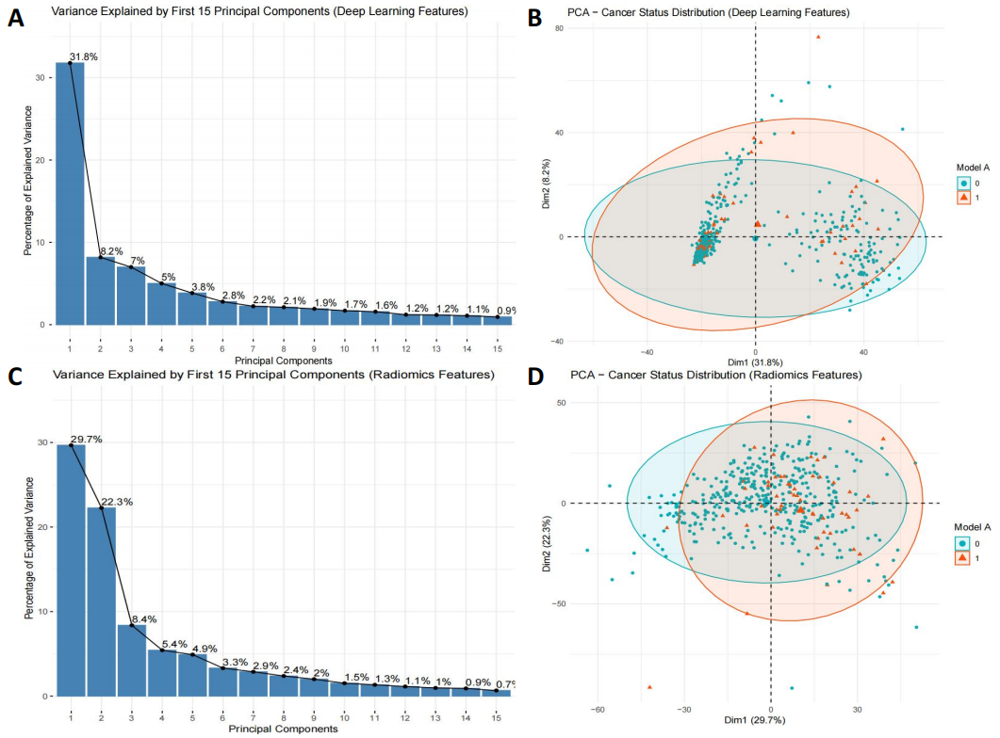 A
Variance Explained by First 15 Principal Components (Deep Learning Features)
Percentage of Explained Variance
30
20
10
0
31.8%
8.2%
7%
5%
3.8%
2.8%
2.2%
2.1%
1.9%
1.7%
1.6%
1.2%
1.2%
1.1%
0.9%
1 2 3 4 5 6 7 8 9 10 11 12 13 14 15
Principal Components
B
PCA − Cancer Status Distribution (Deep Learning Features)
Dim2 (8.2%)
80
40
0
−40
−40 0 40
Dim1 (31.8%)
Model A
0
1
C
Variance Explained by First 15 Principal Components (Radiomics Features)
Percentage of Explained Variance
30
20
10
0
29.7%
22.3%
8.4%
5.4%
4.9%
3.3%
2.9%
2.4%
2%
1.5%
1.3%
1.1%
1%
0.9%
0.7%
1 2 3 4 5 6 7 8 9 10 11 12 13 14 15
Principal Components
D
PCA − Cancer Status Distribution (Radiomics Features)
Dim2 (22.3%)
50
0
−50
−60 −30 0 30
Dim1 (29.7%)
Model A
0
1